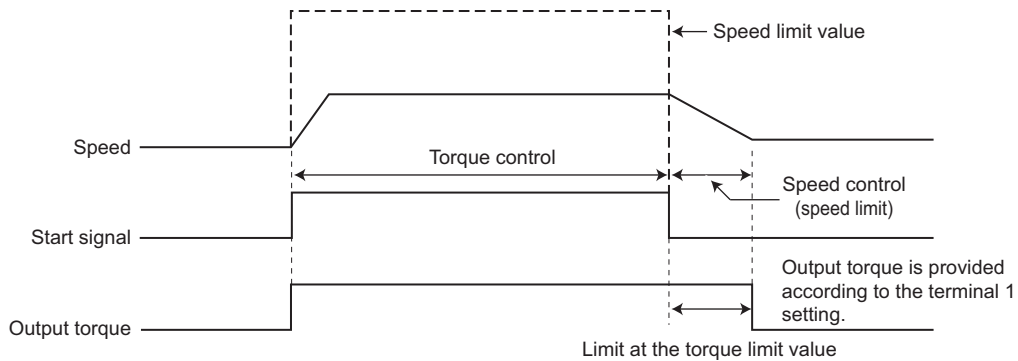 Speed limit value
Speed
Torque control
Speed control
(speed limit)
Start signal
Output torque is provided
according to the terminal 1
setting.
Output torque
Limit at the torque limit value